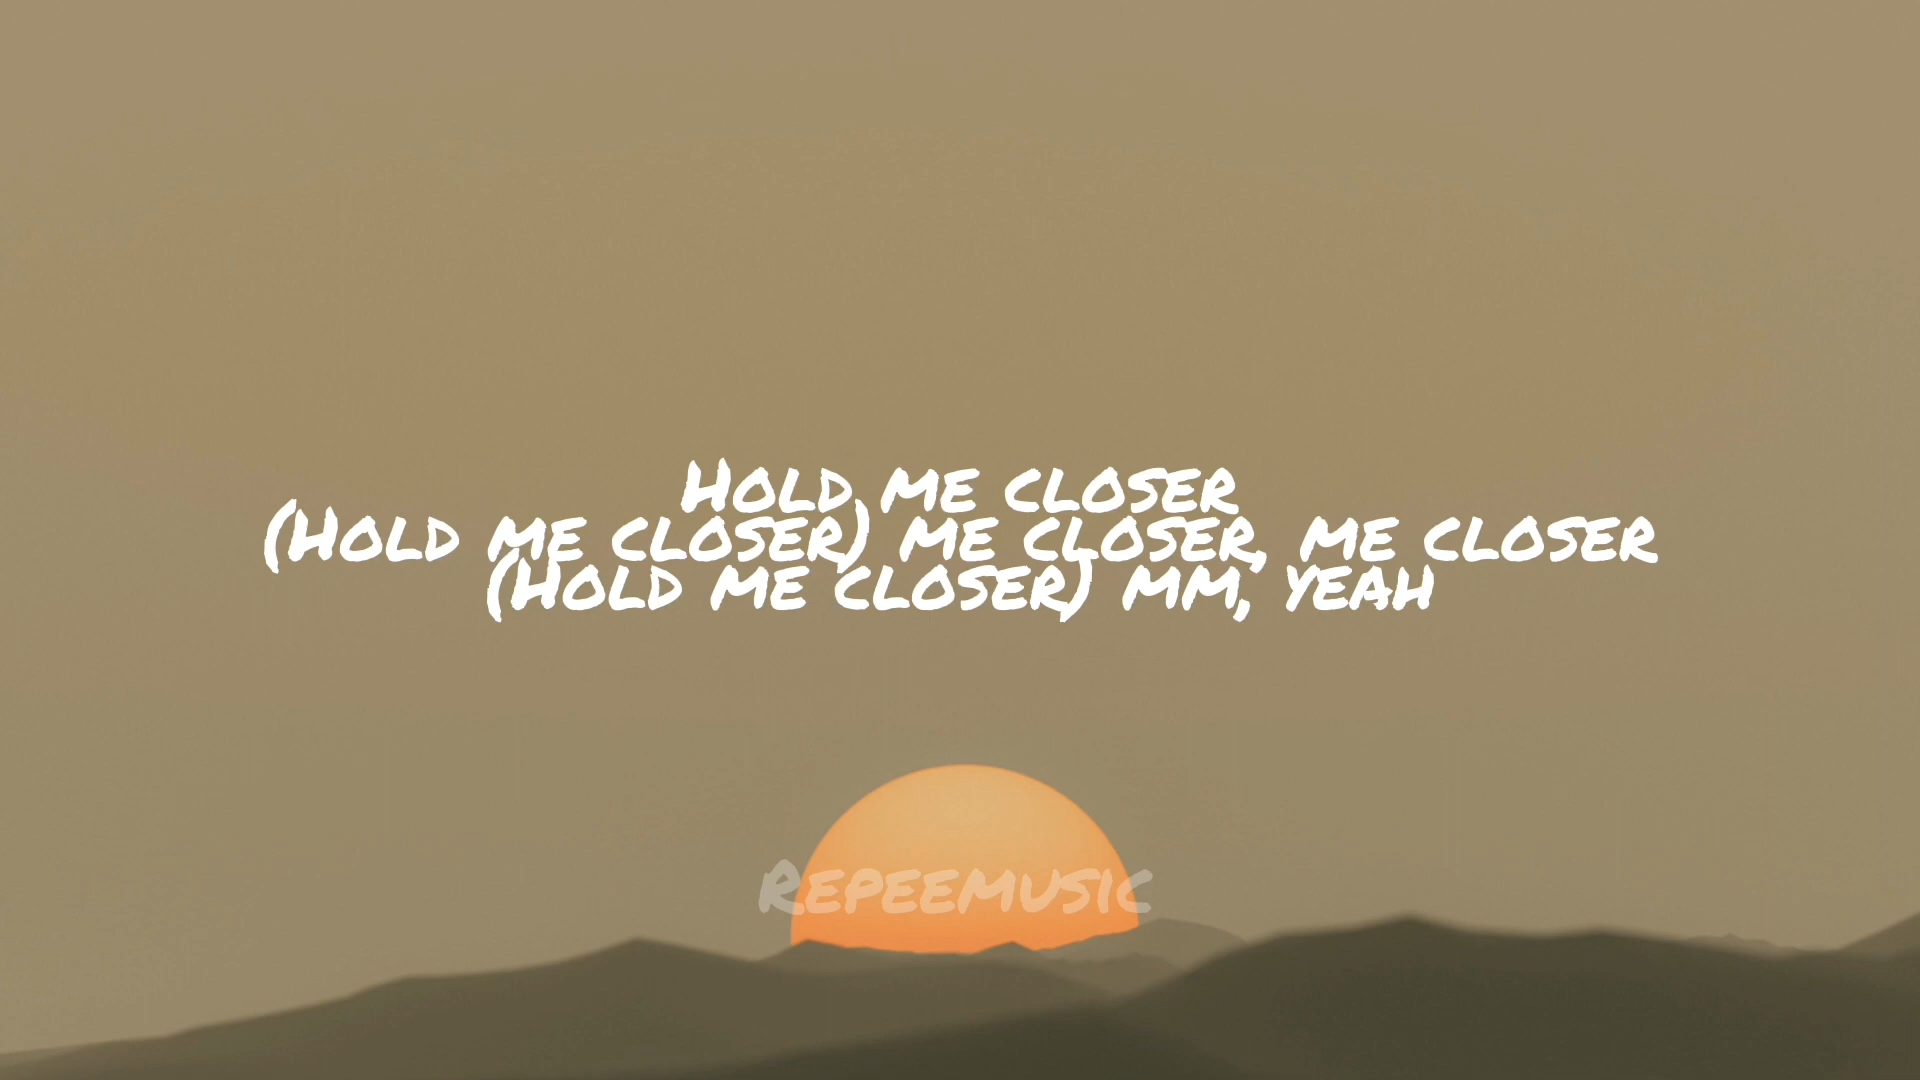 Hold me closer
(Hold me closer) me closer, me closer
(Hold me closer) mm, yeah
Repeemusic